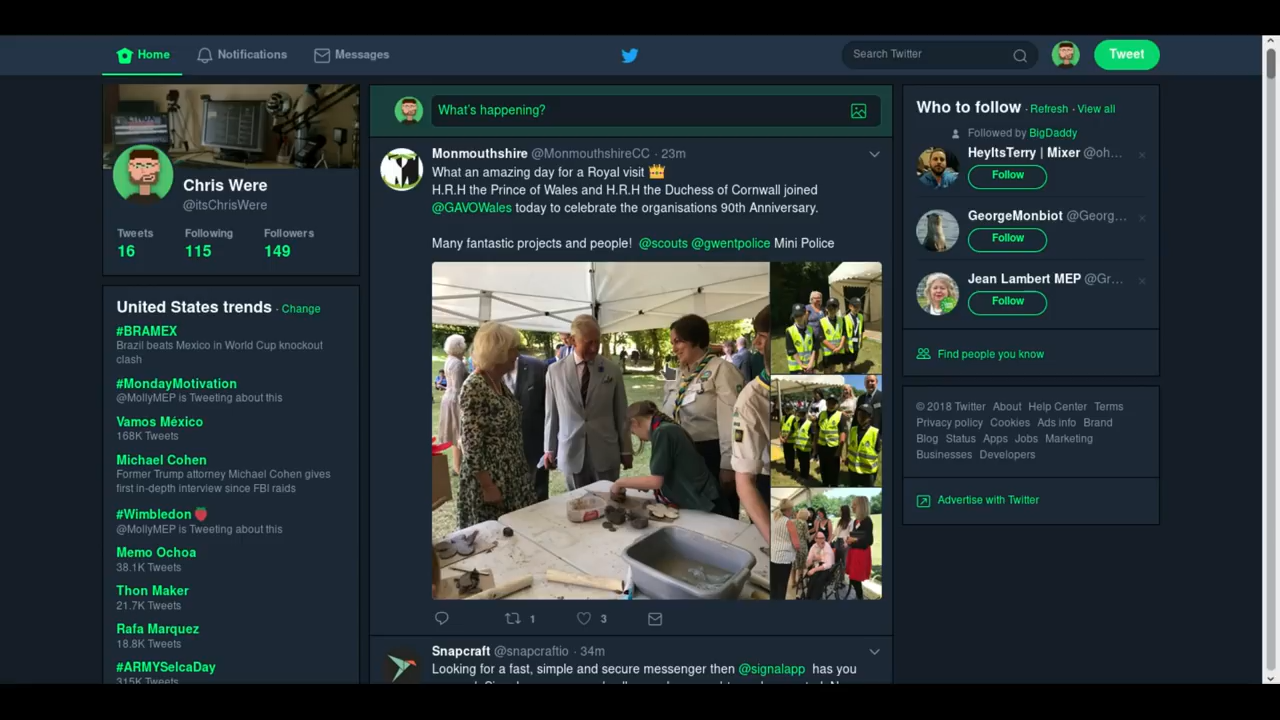 Home
Notifications
Messages
Search Twitter
Tweet
Chris Were
@itsChrisWere
Tweets Following Followers
16 115 149
United States trends · Change
#BRAMEX
Brazil beats Mexico in World Cup knockout
clash
#MondayMotivation
@MollyMEP is Tweeting about this
Vamos México
168K Tweets
Michael Cohen
Former Trump attorney Michael Cohen gives
first in-depth interview since FBI raids
#Wimbledon🍓
@MollyMEP is Tweeting about this
Memo Ochoa
38.1K Tweets
Thon Maker
21.7K Tweets
Rafa Marquez
18.8K Tweets
#ARMYSelcaDay
315K Tweets
What's happening?
Monmouthshire @MonmouthshireCC · 23m
What an amazing day for a Royal visit 👑
H.R.H the Prince of Wales and H.R.H the Duchess of Cornwall joined
@GAVOWales today to celebrate the organisations 90th Anniversary.
Many fantastic projects and people! @scouts @gwentpolice Mini Police
1 3
Snapcraft @snapcraftio · 34m
Looking for a fast, simple and secure messenger then @signalapp has you
Who to follow · Refresh · View all
Followed by BigDaddy
HeyItsTerry | Mixer @oh...
Follow
GeorgeMonbiot @Georg...
Follow
Jean Lambert MEP @Gr...
Follow
Find people you know
© 2018 Twitter About Help Center Terms
Privacy policy Cookies Ads info Brand
Blog Status Apps Jobs Marketing
Businesses Developers
Advertise with Twitter